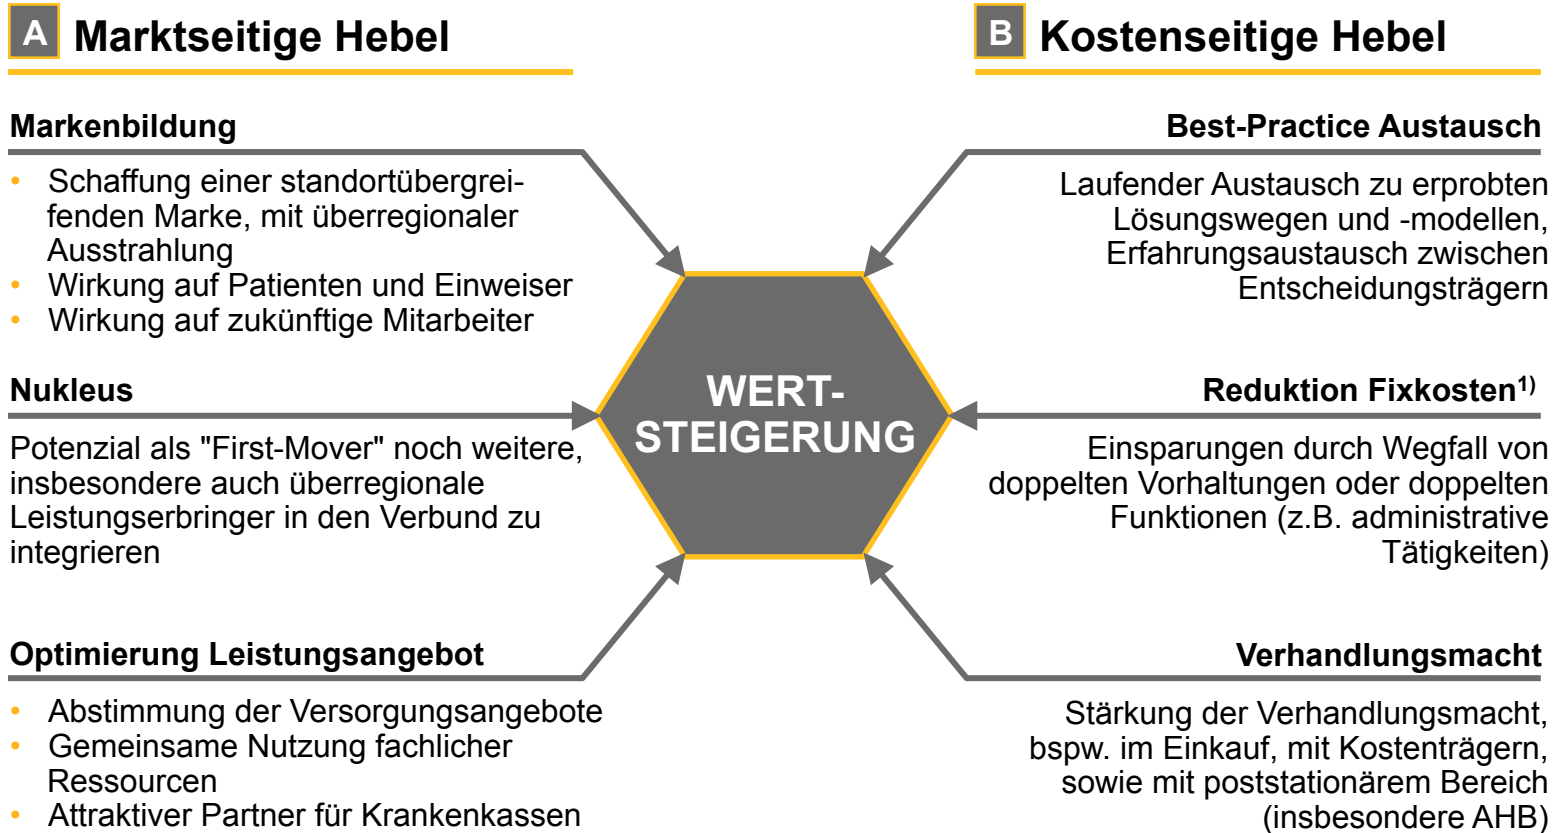 A Marktseitige Hebel
Markenbildung
• Schaffung einer standortübergrei-
fenden Marke, mit überregionaler
Ausstrahlung
• Wirkung auf Patienten und Einweiser
• Wirkung auf zukünftige Mitarbeiter
Nukleus
Potenzial als "First-Mover" noch weitere,
insbesondere auch überregionale
Leistungserbringer in den Verbund zu
integrieren
Optimierung Leistungsangebot
• Abstimmung der Versorgungsangebote
• Gemeinsame Nutzung fachlicher
Ressourcen
• Attraktiver Partner für Krankenkassen
WERT-
STEIGERUNG
B Kostenseitige Hebel
Best-Practice Austausch
Laufender Austausch zu erprobten
Lösungswegen und -modellen,
Erfahrungsaustausch zwischen
Entscheidungsträgern
Reduktion Fixkosten1)
Einsparungen durch Wegfall von
doppelten Vorhaltungen oder doppelten
Funktionen (z.B. administrative
Tätigkeiten)
Verhandlungsmacht
Stärkung der Verhandlungsmacht,
bspw. im Einkauf, mit Kostenträgern,
sowie mit poststationärem Bereich
(insbesondere AHB)